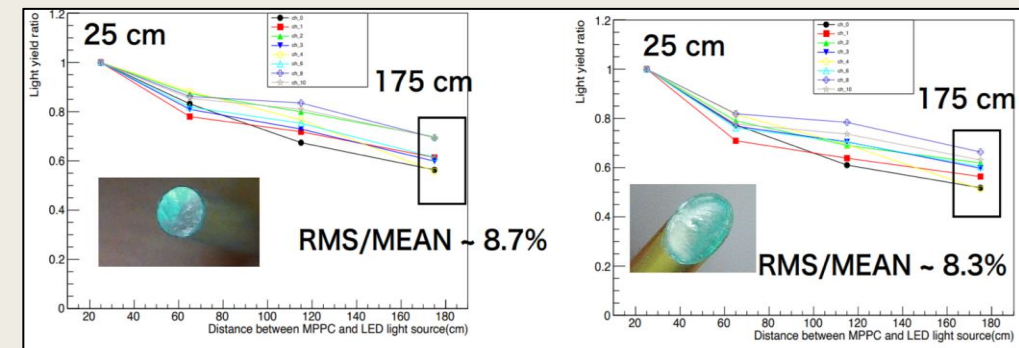 25 cm
175 cm
RMS/MEAN ~ 8.7%
Light yield ratio
Distance between MPPC and LED light source(cm)
1.2
1
0.8
0.6
0.4
0.2
0
20 40 60 80 100 120 140 160 180
ch_0
ch_1
ch_2
ch_3
ch_4
ch_6
ch_8
ch_10
25 cm
175 cm
RMS/MEAN ~ 8.3%
Light yield ratio
Distance between MPPC and LED light source(cm)
1.2
1
0.8
0.6
0.4
0.2
0
20 40 60 80 100 120 140 160 180
ch_0
ch_1
ch_2
ch_3
ch_4
ch_6
ch_8
ch_10